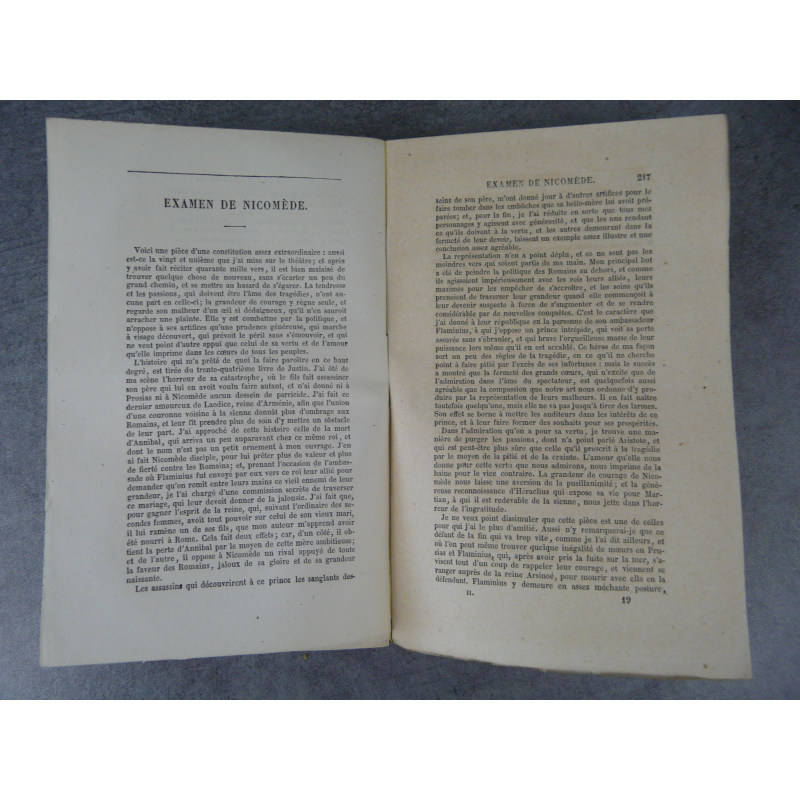 EXAMEN DE NICOMÈDE.
Voici une pièce d'une constitution assez extraordinaire : aussi
est-ce la vingt et unième que j'ai mise sur le théâtre; et après
y avoir fait réciter quarante mille vers, il est bien malaisé de
trouver quelque chose de nouveau, sans s'écarter un peu du
grand chemin, et se mettre au hasard de s'égarer. La tendresse
et les passions, qui doivent être l'âme des tragédies, n'ont au-
cune part en celle-ci; la grandeur de courage y règne seule, et
regarde son malheur d'un œil si dédaigneux, qu'il n'en sauroit
arracher une plainte. Elle y est combattue par la politique, et
n'oppose à ses artifices qu'une prudence généreuse, qui marche
à visage découvert, qui prévoit le péril sans s'émouvoir, et qui
ne veut point d'autre appui que celui de sa vertu et de l'amour
qu'elle imprime dans les cœurs de tous les peuples.
L'histoire qui m'a prêté de quoi la faire paroître en ce haut
degré, est tirée du trente-quatrième livre de Justin. J'ai ôté de
ma scène l'horreur de sa catastrophe, où le fils fait assassiner
son père qui lui en avoit voulu faire autant, et n'ai donné ni à
Prusias ni à Nicomède aucun dessein de parricide. J'ai fait ce
dernier amoureux de Laodice, reine d'Arménie, afin que l'union
d'une couronne voisine à la sienne donnât plus d'ombrage aux
Romains, et leur fît prendre plus de soin d'y mettre un obstacle
de leur part. J'ai approché de cette histoire celle de la mort
d'Annibal, qui arriva un peu auparavant chez ce même roi, et
dont le nom n'est pas un petit ornement à mon ouvrage. J'en
ai fait Nicomède disciple, pour lui prêter plus de valeur et plus
de fierté contre les Romains; et, prenant l'occasion de l'ambas-
sade où Flaminius fut envoyé par eux vers ce roi leur allié pour
demander qu'on remît entre leurs mains ce vieil ennemi de leur
grandeur, je l'ai chargé d'une commission secrète de traverser
ce mariage, qui leur devoit donner de la jalousie. J'ai fait que,
pour gagner l'esprit de la reine, qui, suivant l'ordinaire des se-
condes femmes, avoit tout pouvoir sur celui de son vieux mari,
il lui ramène un de ses fils, que mon auteur m'apprend avoir
été nourri à Rome. Cela fait deux effets; car, d'un côté, il ob-
tient la perte d'Annibal par le moyen de cette mère ambitieuse;
et de l'autre, il oppose à Nicomède un rival appuyé de toute
la faveur des Romains, jaloux de sa gloire et de sa grandeur
naissante.
Les assassins qui découvrirent à ce prince les sanglants des-
EXAMEN DE NICOMÈDE. 217
seins de son père, m'ont donné jour à d'autres artifices pour le
faire tomber dans les embûches que sa belle-mère lui avoit pré-
parées; et, pour la fin, je l'ai réduite en sorte que tous mes
personnages y agissent avec générosité, et que les uns rendant
ce qu'ils doivent à la vertu, et les autres demeurant dans la
fermeté de leur devoir, laissent un exemple assez illustre et une
conclusion assez agréable.
La représentation n'en a point déplu, et ce ne sont pas les
moindres vers qui soient partis de ma main. Mon principal but
a été de peindre la politique des Romains au dehors, et comme
ils agissoient impérieusement avec les rois leurs alliés, leurs
maximes pour les empêcher de s'accroître, et les soins qu'ils
prenoient de traverser leur grandeur quand elle commençoit à
leur devenir suspecte à force de s'augmenter et de se rendre
considérable par de nouvelles conquêtes. C'est le caractère que
j'ai donné à leur république en la personne de son ambassadeur
Flaminius, à qui j'oppose un prince intrépide, qui voit sa perte
assurée sans s'ébranler, et qui brave l'orgueilleuse masse de leur
puissance lors même qu'il en est accablé. Ce héros de ma façon
sort un peu des règles de la tragédie, en ce qu'il ne cherche
point à faire pitié par l'excès de ses infortunes : mais le succès
a montré que la fermeté des grands cœurs, qui n'excite que de
l'admiration dans l'âme du spectateur, est quelquefois aussi
agréable que la compassion que notre art nous ordonne d'y pro-
duire par la représentation de leurs malheurs. Il en fait naître
toutefois quelqu'une, mais elle ne va pas jusqu'à tirer des larmes.
Son effet se borne à mettre les auditeurs dans les intérêts de ce
prince, et à leur faire former des souhaits pour ses prospérités.
Dans l'admiration qu'on a pour sa vertu, je trouve une ma-
nière de purger les passions, dont n'a point parlé Aristote, et
qui est peut-être plus sûre que celle qu'il prescrit à la tragédie
par le moyen de la pitié et de la crainte. L'amour qu'elle nous
donne pour cette vertu que nous admirons, nous imprime de la
haine pour le vice contraire. La grandeur de courage de Nico-
mède nous laisse une aversion de la pusillanimité; et la géné-
reuse reconnoissance d'Héraclius qui expose sa vie pour Mar-
tian, à qui il est redevable de la sienne, nous jette dans l'hor-
reur de l'ingratitude.
Je ne veux point dissimuler que cette pièce est une de celles
pour qui j'ai le plus d'amitié. Aussi n'y remarquerai-je que ce
défaut de la fin qui va trop vite, comme je l'ai dit ailleurs, et
où l'on peut même trouver quelque inégalité de mœurs en Pru-
sias et Flaminius, qui, après avoir pris la fuite sur la mer, s'a-
visent tout d'un coup de rappeler leur courage, et viennent se
ranger auprès de la reine Arsinoé, pour mourir avec elle en la
défendant. Flaminius y demeure en assez méchante posture,
II. 19